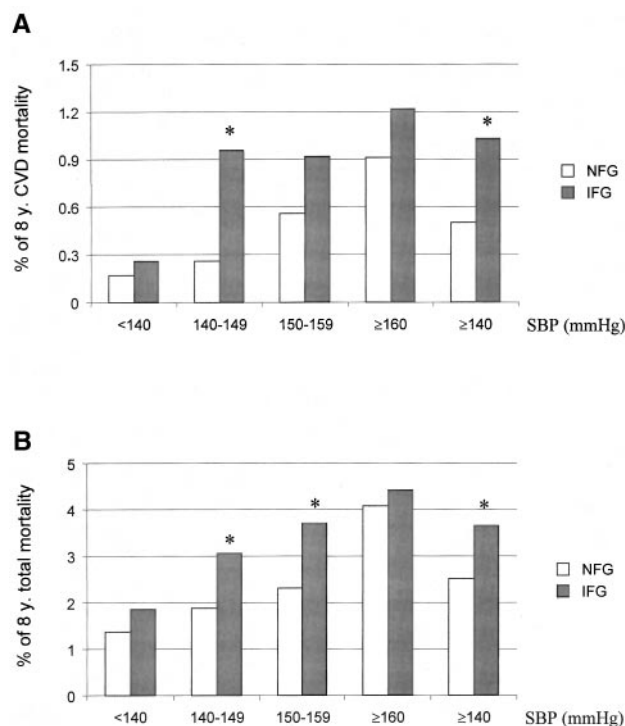 A
% of 8 y. CVD mortality
1.5
1.2
0.9
0.6
0.3
0
*
*
NFG
IFG
<140 140-149 150-159 ≥160 ≥140 SBP (mmHg)
B
% of 8 y. total mortality
5
4
3
2
1
0
*
*
*
NFG
IFG
<140 140-149 150-159 ≥160 ≥140 SBP (mmHg)